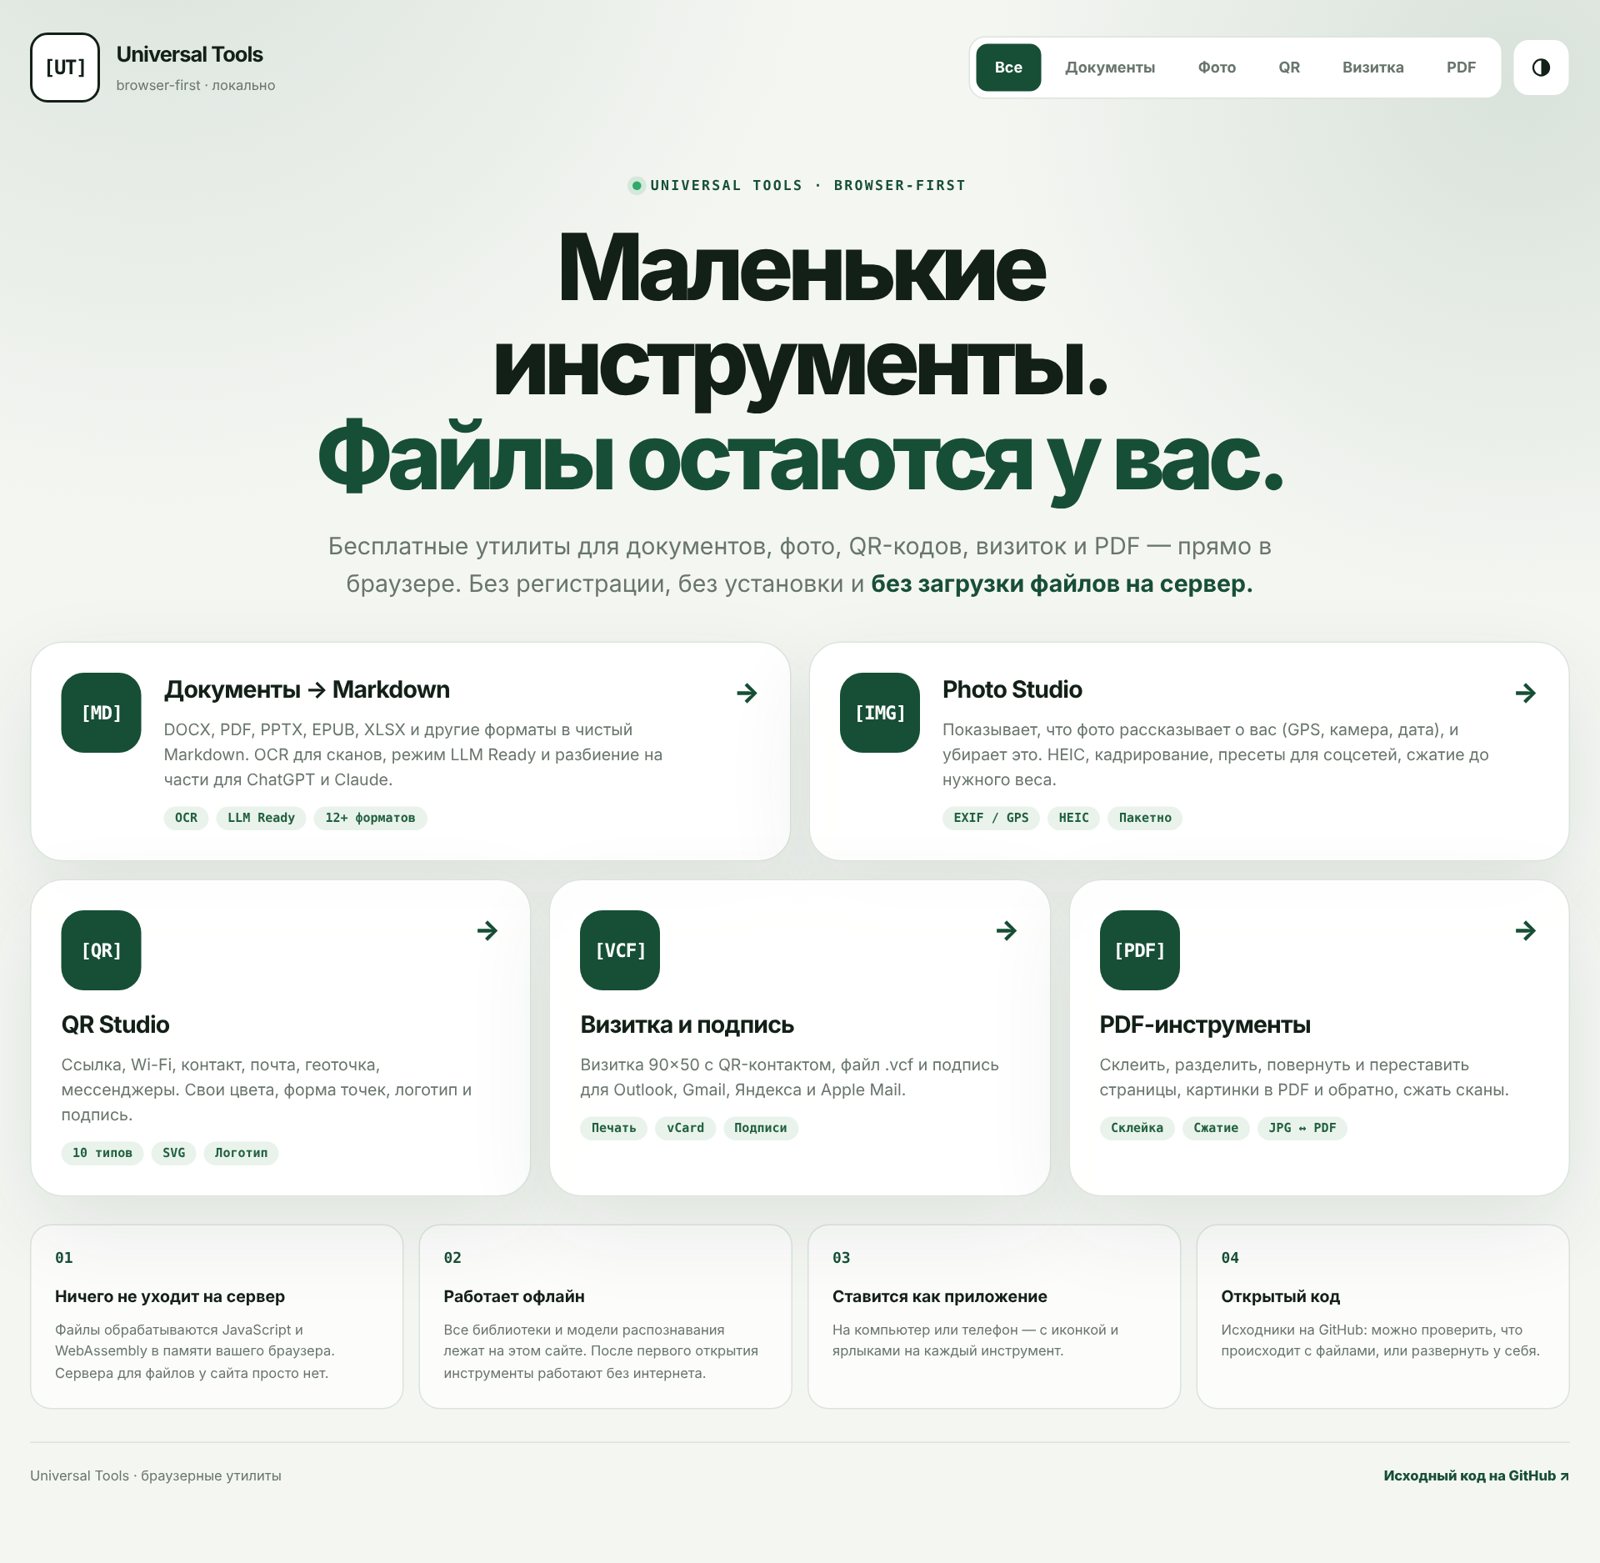 [UT]
Universal Tools
browser-first · локально
Все
Документы
Фото
QR
Визитка
PDF
UNIVERSAL TOOLS · BROWSER-FIRST
Маленькие
инструменты.
Файлы остаются у вас.
Бесплатные утилиты для документов, фото, QR-кодов, визиток и PDF — прямо в
браузере. Без регистрации, без установки и без загрузки файлов на сервер.
[MD]
Документы → Markdown
→
DOCX, PDF, PPTX, EPUB, XLSX и другие форматы в чистый
Markdown. OCR для сканов, режим LLM Ready и разбиение на
части для ChatGPT и Claude.
OCR
LLM Ready
12+ форматов
[IMG]
Photo Studio
→
Показывает, что фото рассказывает о вас (GPS, камера, дата), и
убирает это. HEIC, кадрирование, пресеты для соцсетей, сжатие до
нужного веса.
EXIF / GPS
HEIC
Пакетно
[QR]
→
QR Studio
Ссылка, Wi-Fi, контакт, почта, геоточка,
мессенджеры. Свои цвета, форма точек, логотип и
подпись.
10 типов
SVG
Логотип
[VCF]
→
Визитка и подпись
Визитка 90×50 с QR-контактом, файл .vcf и подпись
для Outlook, Gmail, Яндекса и Apple Mail.
Печать
vCard
Подписи
[PDF]
→
PDF-инструменты
Склеить, разделить, повернуть и переставить
страницы, картинки в PDF и обратно, сжать сканы.
Склейка
Сжатие
JPG ↔ PDF
01
Ничего не уходит на сервер
Файлы обрабатываются JavaScript и
WebAssembly в памяти вашего браузера.
Сервера для файлов у сайта просто нет.
02
Работает офлайн
Все библиотеки и модели распознавания
лежат на этом сайте. После первого открытия
инструменты работают без интернета.
03
Ставится как приложение
На компьютер или телефон — с иконкой и
ярлыками на каждый инструмент.
04
Открытый код
Исходники на GitHub: можно проверить, что
происходит с файлами, или развернуть у себя.
Universal Tools · браузерные утилиты
Исходный код на GitHub ↗